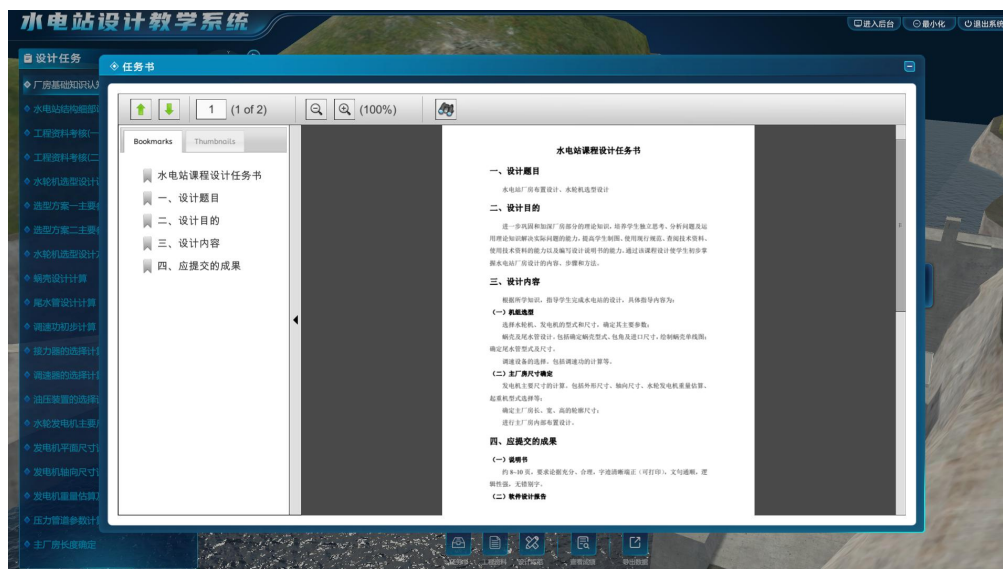 水电站设计教学系统
进入后台
最小化
退出系统
设计任务
任务书
厂房基础知识认
水电站结构细部
工程资料考核(一
工程资料考核(二
水轮机选型设计
选型方案一主要
选型方案二主要
水轮机选型设计
蜗壳设计计算
尾水管设计计算
调速功初步计算
接力器的选择计
调速器的选择计
油压装置的选择
水轮发电机主要
发电机平面尺寸
发电机轴向尺寸
发电机重量估算
压力管道参数计
主厂房长度确定
1 (1 of 2)
(100%)
Bookmarks
Thumbnails
水电站课程设计任务书
一、设计题目
二、设计目的
三、设计内容
四、应提交的成果
水电站课程设计任务书
一、设计题目
水电站厂房布置设计、水轮机选型设计
二、设计目的
进一步巩固和加深厂房部分的理论知识,培养学生独立思考、分析问题及运
用理论知识解决实际问题的能力,提高学生制图、使用现行规范、查阅技术资料、
使用技术资料的能力以及编写设计说明书的能力。通过该课程设计使学生初步掌
握水电站厂房设计的内容、步骤和方法。
三、设计内容
根据所学知识,指导学生完成水电站的设计,具体指导内容为:
(一)机组选型
选择水轮机、发电机的型式和尺寸,确定其主要参数;
蜗壳及尾水管设计,包括确定蜗壳型式、包角及进口尺寸,绘制蜗壳单线图;
确定尾水管型式及尺寸。
调速设备的选择,包括调速功的计算等。
(二)主厂房尺寸确定
发电机主要尺寸的计算,包括外形尺寸、轴向尺寸、水轮发电机重量估算、
起重机型式选择等;
确定主厂房长、宽、高的轮廓尺寸;
进行主厂房内部布置设计。
四、应提交的成果
(一)说明书
约 8-10 页,要求论据充分、合理,字迹清晰端正(可打印),文句通顺,逻
辑性强,无错别字。
(二)软件设计报告
工程资料
查看成绩
导出数据